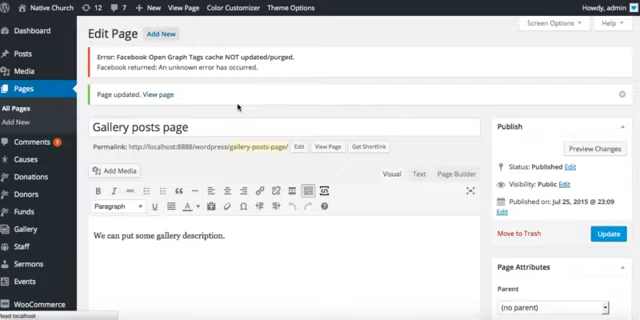 Native Church 12 7 New View Page Color Customizer Theme Options Howdy, admin
Screen Options Help
Dashboard
Posts
Media
Pages
All Pages
Add New
Comments
Causes
Donations
Donors
Funds
Gallery
Staff
Sermons
Events
WooCommerce
Edit Page Add New
Error: Facebook Open Graph Tags cache NOT updated/purged.
Facebook returned: An unknown error has occurred.
Page updated. View page
Gallery posts page
Permalink: http://localhost:8888/wordpress/gallery-posts-page/ Edit View Page Get Shortlink
Add Media
Visual Text Page Builder
Paragraph
We can put some gallery description.
Publish
Preview Changes
Status: Published Edit
Visibility: Public Edit
Published on: Jul 25, 2015 @ 23:09
Edit
Move to Trash Update
Page Attributes
Parent
(no parent)